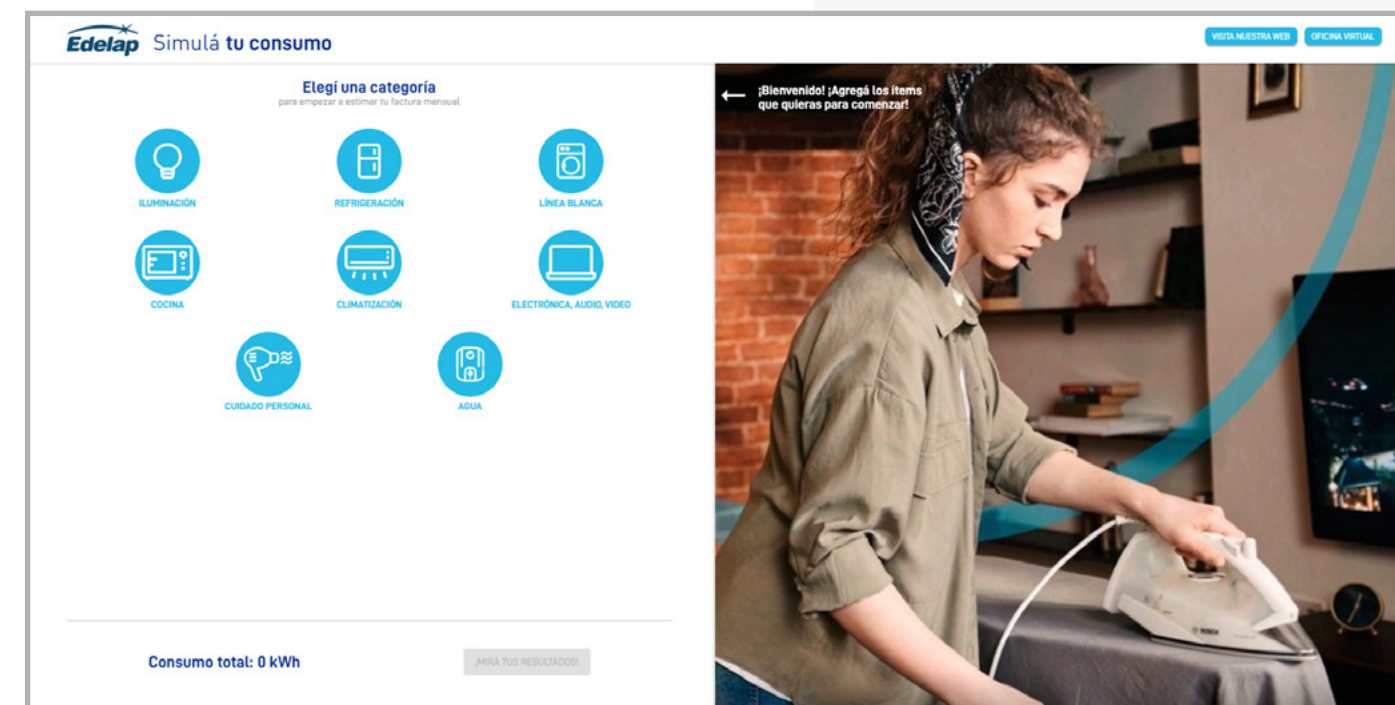 Edelap Simulá tu consumo
VISITA NUESTRA WEB OFICINA VIRTUAL
Elegí una categoría
para empezar a estimar tu factura mensual
ILUMINACIÓN REFRIGERACIÓN LÍNEA BLANCA
COCINA CLIMATIZACIÓN ELECTRÓNICA, AUDIO, VIDEO
CUIDADO PERSONAL AGUA
Consumo total: 0 kWh ¡MIRÁ TUS RESULTADOS!
¡Bienvenido! ¡Agregá los ítems
que quieras para comenzar!
BOSCH